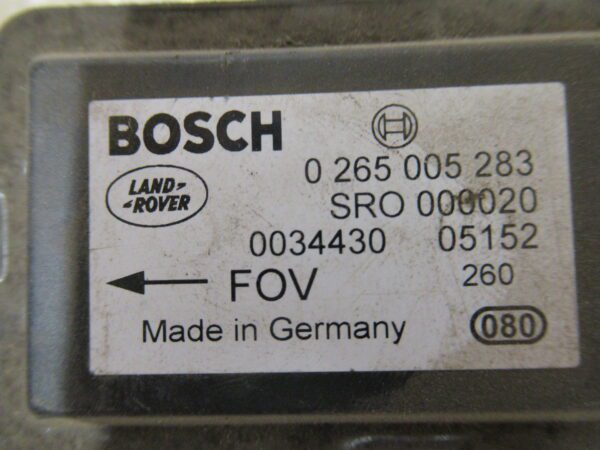 BOSCH
0 265 005 283
LAND-
-ROVER
SRO 000020
0034430 05152
FOV 260
Made in Germany 080